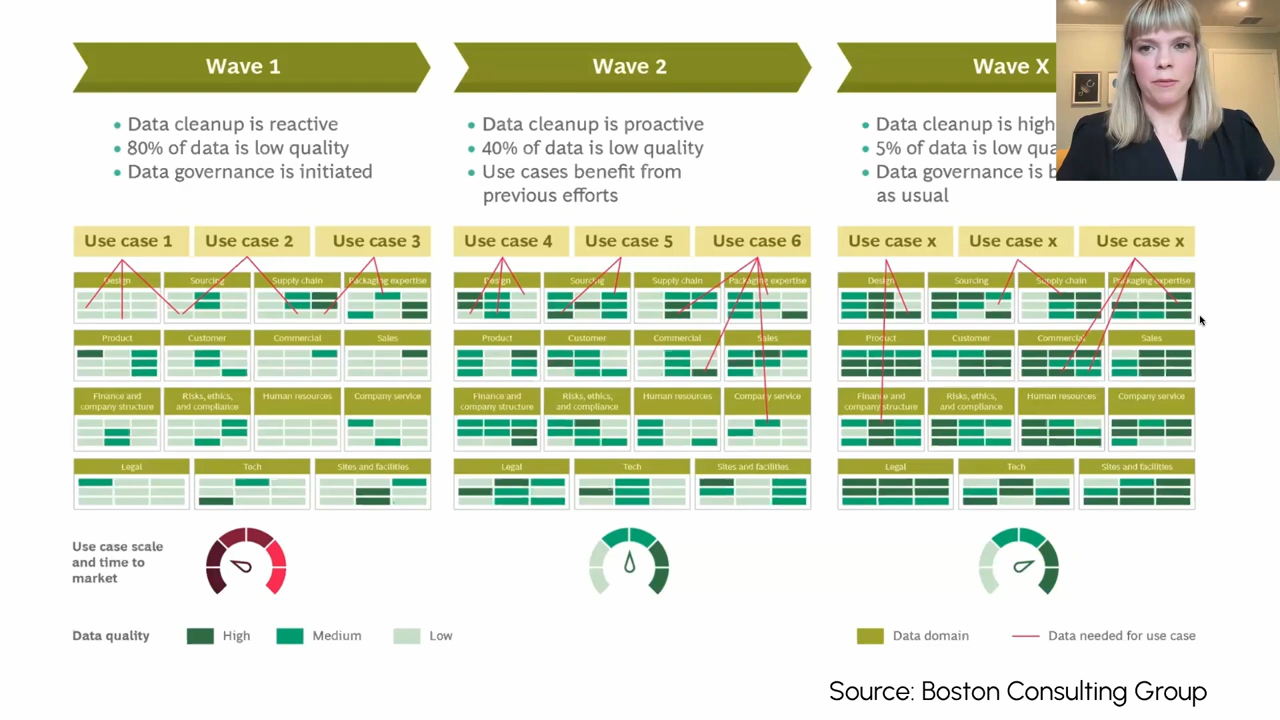 Wave 1
Wave 2
Wave X
• Data cleanup is reactive
• 80% of data is low quality
• Data governance is initiated
• Data cleanup is proactive
• 40% of data is low quality
• Use cases benefit from
previous efforts
• Data cleanup is high
• 5% of data is low
• Data governance is
as usual
Use case 1
Use case 2
Use case 3
Use case 4
Use case 5
Use case 6
Use case x
Use case x
Use case x
Design
Sourcing
Supply chain
Packaging expertise
Design
Sourcing
Supply chain
Packaging expertise
Design
Sourcing
Supply chain
Packaging expertise
Product
Customer
Commercial
Sales
Product
Customer
Commercial
Sales
Product
Customer
Commercial
Sales
Finance and
company structure
Risks, ethics,
and compliance
Human resources
Company service
Finance and
company structure
Risks, ethics,
and compliance
Human resources
Company service
Finance and
company structure
Risks, ethics,
and compliance
Human resources
Company service
Legal
Tech
Sites and facilities
Legal
Tech
Sites and facilities
Legal
Tech
Sites and facilities
Use case scale
and time to
market
Data quality
High
Medium
Low
Data domain
Data needed for use case
Source: Boston Consulting Group